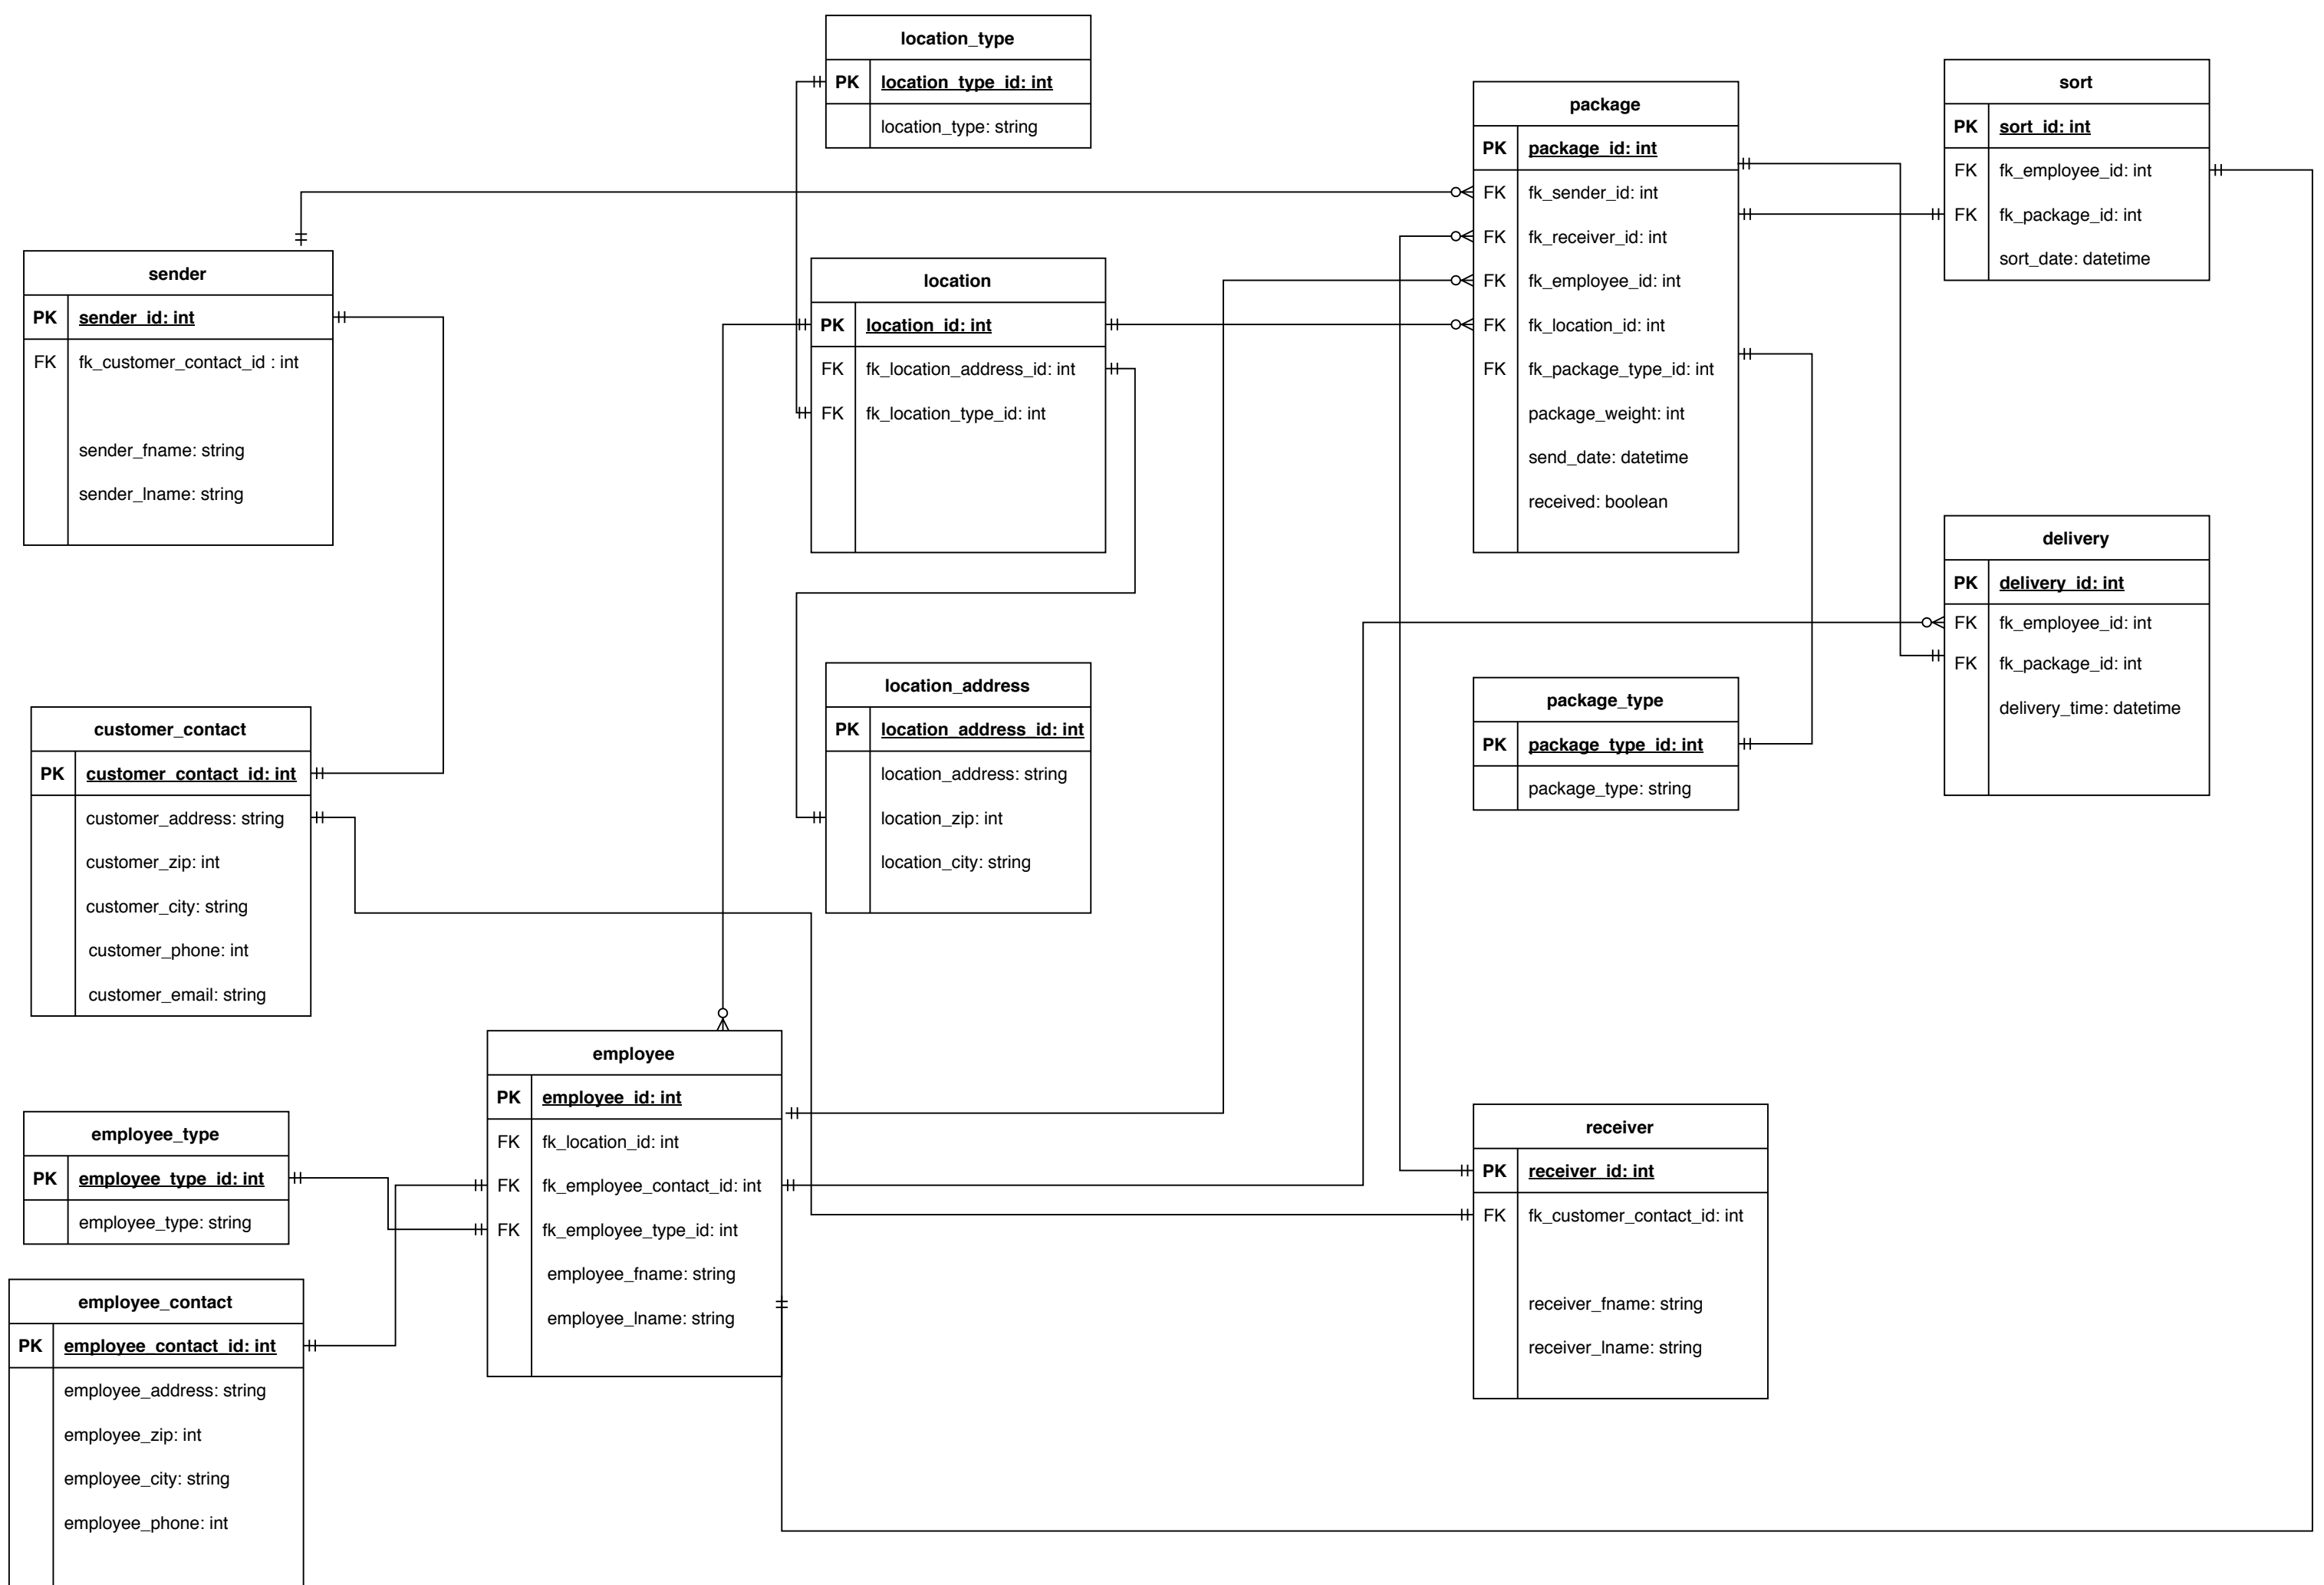 location_type
PK location_type_id: int
location_type: string
package
PK package_id: int
FK fk_sender_id: int
FK fk_receiver_id: int
FK fk_employee_id: int
FK fk_location_id: int
FK fk_package_type_id: int
package_weight: int
send_date: datetime
received: boolean
sort
PK sort_id: int
FK fk_employee_id: int
FK fk_package_id: int
sort_date: datetime
sender
PK sender_id: int
FK fk_customer_contact_id : int
sender_fname: string
sender_lname: string
location
PK location_id: int
FK fk_location_address_id: int
FK fk_location_type_id: int
delivery
PK delivery_id: int
FK fk_employee_id: int
FK fk_package_id: int
delivery_time: datetime
location_address
PK location_address_id: int
location_address: string
location_zip: int
location_city: string
package_type
PK package_type_id: int
package_type: string
customer_contact
PK customer_contact_id: int
customer_address: string
customer_zip: int
customer_city: string
customer_phone: int
customer_email: string
employee
PK employee_id: int
FK fk_location_id: int
FK fk_employee_contact_id: int
FK fk_employee_type_id: int
employee_fname: string
employee_lname: string
employee_type
PK employee_type_id: int
employee_type: string
receiver
PK receiver_id: int
FK fk_customer_contact_id: int
receiver_fname: string
receiver_lname: string
employee_contact
PK employee_contact_id: int
employee_address: string
employee_zip: int
employee_city: string
employee_phone: int